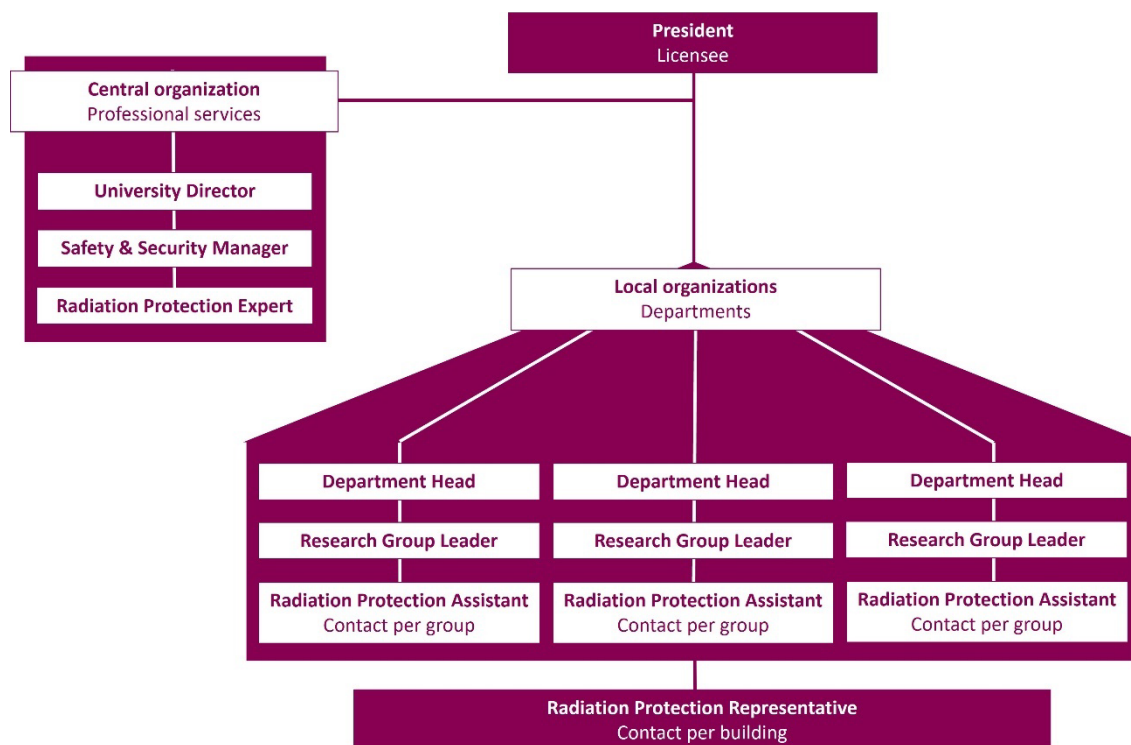 President
Licensee
Central organization
Professional services
University Director
Safety & Security Manager
Radiation Protection Expert
Local organizations
Departments
Department Head
Research Group Leader
Radiation Protection Assistant
Contact per group
Department Head
Research Group Leader
Radiation Protection Assistant
Contact per group
Department Head
Research Group Leader
Radiation Protection Assistant
Contact per group
Radiation Protection Representative
Contact per building